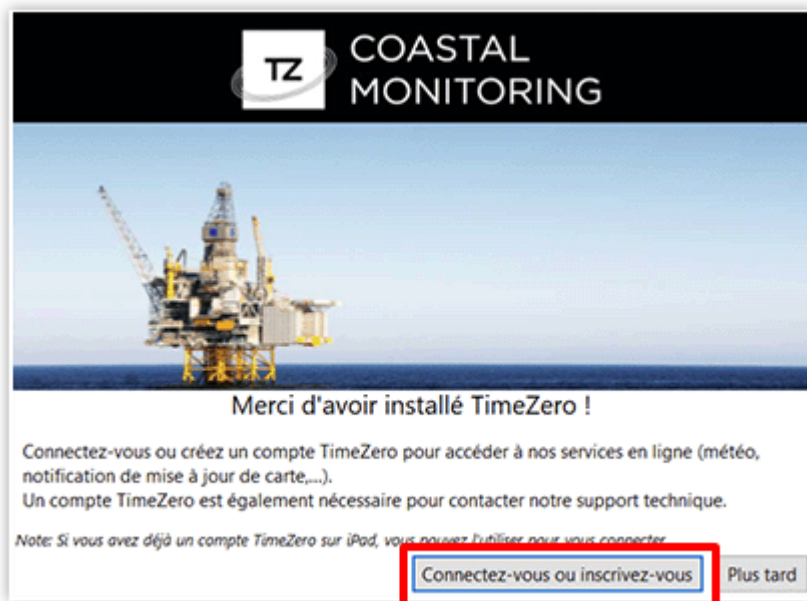 TZ
COASTAL
MONITORING
Merci d'avoir installé TimeZero !
Connectez-vous ou créez un compte TimeZero pour accéder à nos services en ligne (météo,
notification de mise à jour de carte,...).
Un compte TimeZero est également nécessaire pour contacter notre support technique.
Note: Si vous avez déjà un compte TimeZero sur iPad, vous pouvez l'utiliser pour vous connecter
Connectez-vous ou inscrivez-vous
Plus tard